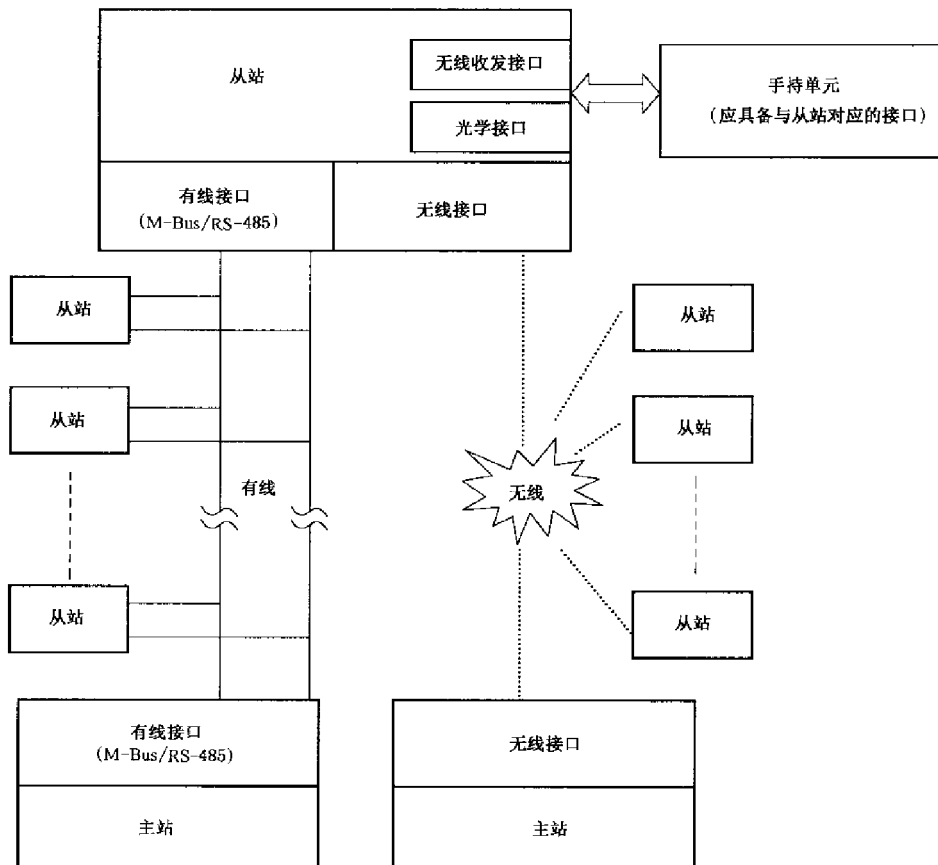 从站
无线收发接口
光学接口
手持单元
(应具备与从站对应的接口)
有线接口
(M-Bus/RS-485)
无线接口
从站
从站
从站
有线
无线
从站
从站
从站
有线接口
(M-Bus/RS-485)
主站
无线接口
主站